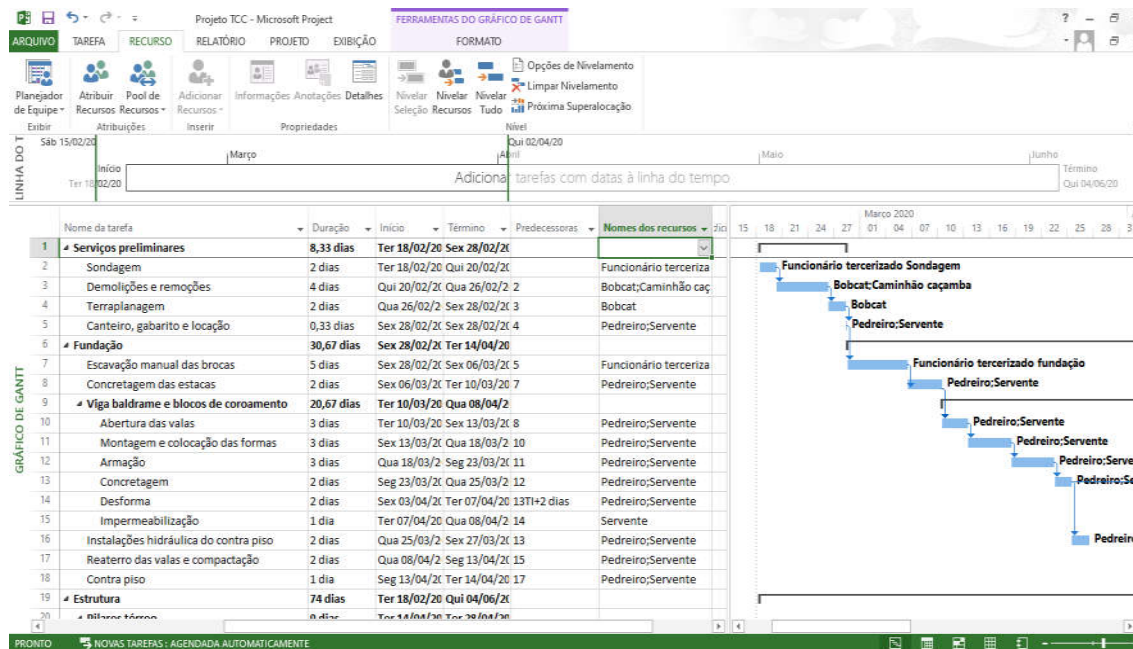 Projeto TCC - Microsoft Project
FERRAMENTAS DO GRÁFICO DE GANTT
?
ARQUIVO TAREFA RECURSO RELATÓRIO PROJETO EXIBIÇÃO FORMATO
Planejador de Equipe
Atribuir Recursos
Pool de Recursos
Adicionar Recursos
Informações Anotações Detalhes
Nivelar Seleção
Nivelar Recursos
Nivelar Tudo
Opções de Nivelamento
Limpar Nivelamento
Próxima Superalocação
Exibir Atribuições Inserir Propriedades Nível
LINHA DO T
Sáb 15/02/20 Qui 02/04/20
Março Abril Maio Junho
Início
Ter 18/02/20
Adicionar tarefas com datas à linha do tempo
Término
Qui 04/06/20
Março 2020
Nome da tarefa Duração Início Término Predecessoras Nomes dos recursos 15 18 21 24 27 01 04 07 10 13 16 19 22 25 28
1 Serviços preliminares 8,33 dias Ter 18/02/20 Sex 28/02/20
2 Sondagem 2 dias Ter 18/02/20 Qui 20/02/20 Funcionário terceriza Funcionário tercerizado Sondagem
3 Demolições e remoções 4 dias Qui 20/02/20 Qua 26/02/2 2 Bobcat;Caminhão caç Bobcat;Caminhão caçamba
4 Terraplanagem 2 dias Qua 26/02/2 Sex 28/02/20 3 Bobcat Bobcat
5 Canteiro, gabarito e locação 0,33 dias Sex 28/02/20 Sex 28/02/20 4 Pedreiro;Servente Pedreiro;Servente
6 Fundação 30,67 dias Sex 28/02/20 Ter 14/04/20
7 Escavação manual das brocas 5 dias Sex 28/02/20 Sex 06/03/20 5 Funcionário terceriza Funcionário tercerizado fundação
8 Concretagem das estacas 2 dias Sex 06/03/20 Ter 10/03/20 7 Pedreiro;Servente Pedreiro;Servente
9 Viga baldrame e blocos de coroamento 20,67 dias Ter 10/03/20 Qua 08/04/2
10 Abertura das valas 3 dias Ter 10/03/20 Sex 13/03/20 8 Pedreiro;Servente Pedreiro;Servente
11 Montagem e colocação das formas 3 dias Sex 13/03/20 Qua 18/03/2 10 Pedreiro;Servente Pedreiro;Servente
12 Armação 3 dias Qua 18/03/2 Seg 23/03/20 11 Pedreiro;Servente Pedreiro;Serve
13 Concretagem 2 dias Seg 23/03/20 Qua 25/03/2 12 Pedreiro;Servente Pedreiro;Se
14 Desforma 2 dias Sex 03/04/20 Ter 07/04/20 13TI+2 dias Pedreiro;Servente
15 Impermeabilização 1 dia Ter 07/04/20 Qua 08/04/2 14 Servente
16 Instalações hidráulica do contra piso 2 dias Qua 25/03/2 Sex 27/03/20 13 Pedreiro;Servente Pedreir
17 Reaterro das valas e compactação 2 dias Qua 08/04/2 Seg 13/04/20 15 Pedreiro;Servente
18 Contra piso 1 dia Seg 13/04/20 Ter 14/04/20 17 Pedreiro;Servente
19 Estrutura 74 dias Ter 18/02/20 Qui 04/06/20
20 Pilares térreo 9 dias Ter 14/04/20 Ter 28/04/20
GRÁFICO DE GANTT
PRONTO NOVAS TAREFAS : AGENDADA AUTOMATICAMENTE